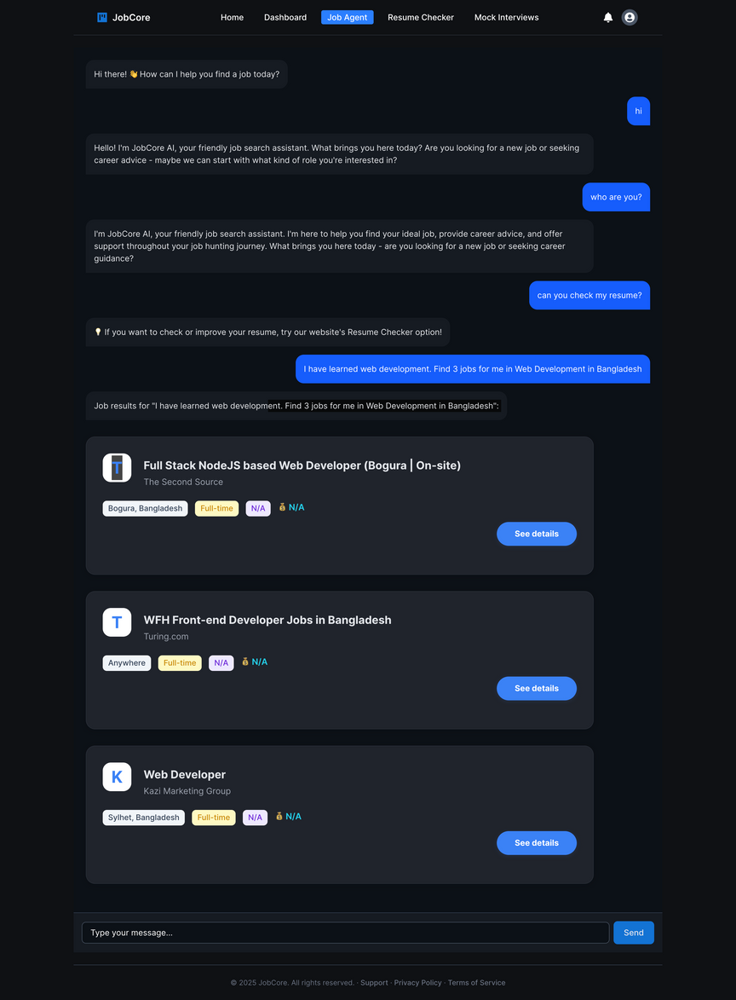 JobCore
Home Dashboard Job Agent Resume Checker Mock Interviews
Hi there! 👋 How can I help you find a job today?
hi
Hello! I'm JobCore AI, your friendly job search assistant. What brings you here today? Are you looking for a new job or seeking
career advice - maybe we can start with what kind of role you're interested in?
who are you?
I'm JobCore AI, your friendly job search assistant. I'm here to help you find your ideal job, provide career advice, and offer
support throughout your job hunting journey. What brings you here today - are you looking for a new job or seeking career
guidance?
can you check my resume?
💡 If you want to check or improve your resume, try our website's Resume Checker option!
I have learned web development. Find 3 jobs for me in Web Development in Bangladesh
Job results for "I have learned web development. Find 3 jobs for me in Web Development in Bangladesh":
T
Full Stack NodeJS based Web Developer (Bogura | On-site)
The Second Source
Bogura, Bangladesh Full-time N/A 💰 N/A
See details
T
WFH Front-end Developer Jobs in Bangladesh
Turing.com
Anywhere Full-time N/A 💰 N/A
See details
K
Web Developer
Kazi Marketing Group
Sylhet, Bangladesh Full-time N/A 💰 N/A
See details
Type your message...
Send
© 2025 JobCore. All rights reserved. · Support · Privacy Policy · Terms of Service